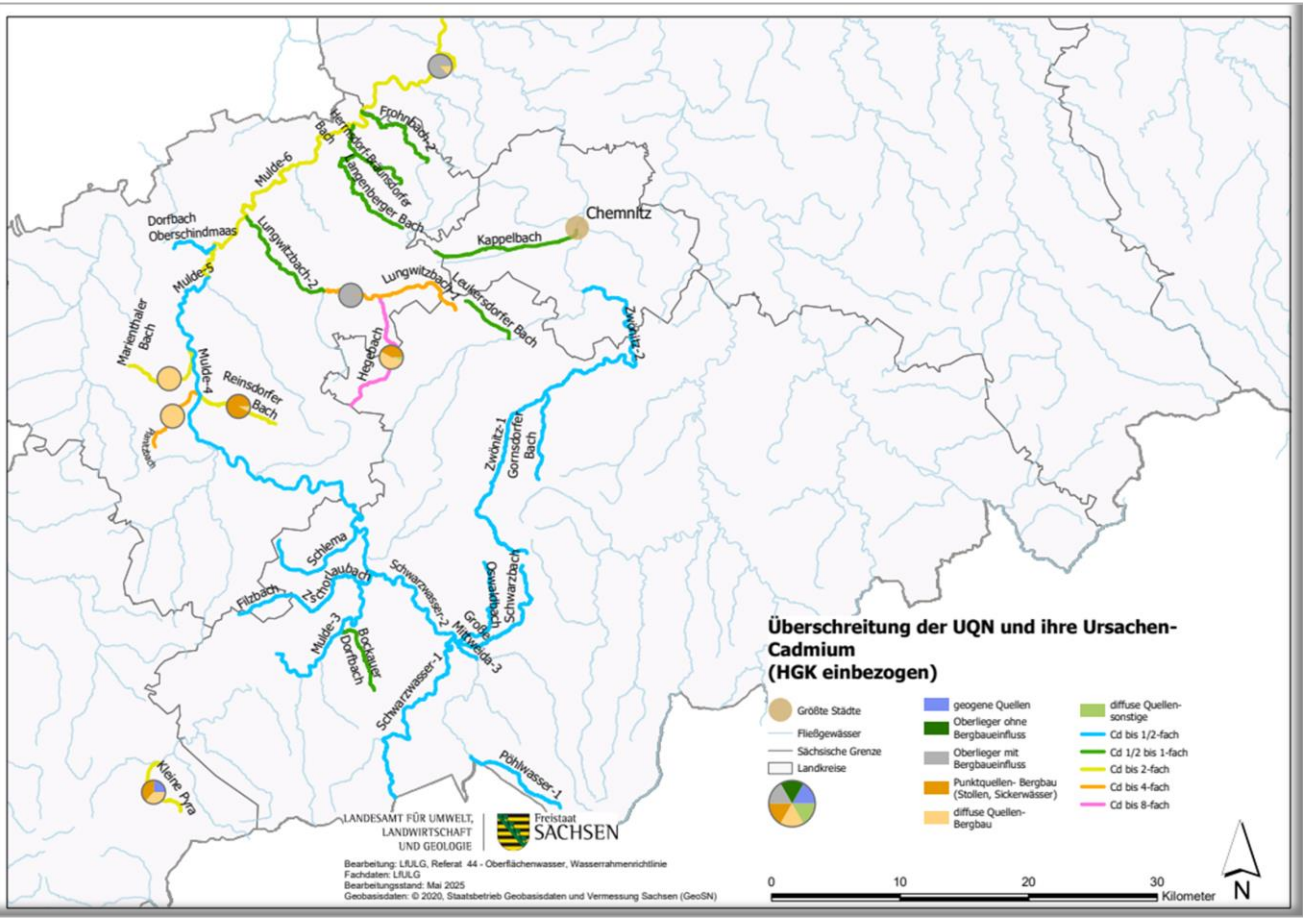 Frohnbach-2
Hermsdorf-Bräunsdorfer
Bach
Langenberger Bach
Mulde-6
Chemnitz
Dorfbach
Oberschindmaas
Kappelbach
Lungwitzbach-2
Mulde-5
Lungwitzbach-1
Leukersdorfer Bach
Marienthaler
Bach
Zwönitz-2
Hegebach
Mulde-4
Reinsdorfer
Bach
Planitzbach
Zwönitz-1
Gornsdorfer
Bach
Schlema
Zschorlaubach
Filzbach
Schwarzwasser-2
Oswaldbach
Schwarzbach
Große
Mittweida-3
Mulde-3
Bockauer
Dorfbach
Schwarzwasser-1
Pöhlwasser-1
Kleine Pyra
Überschreitung der UQN und ihre Ursachen-
Cadmium
(HGK einbezogen)
Größte Städte
Fließgewässer
Sächsische Grenze
Landkreise
geogene Quellen
Oberlieger ohne
Bergbaueinfluss
Oberlieger mit
Bergbaueinfluss
Punktquellen- Bergbau
(Stollen, Sickerwässer)
diffuse Quellen-
Bergbau
diffuse Quellen-
sonstige
Cd bis 1/2-fach
Cd 1/2 bis 1-fach
Cd bis 2-fach
Cd bis 4-fach
Cd bis 8-fach
LANDESAMT FÜR UMWELT,
LANDWIRTSCHAFT
UND GEOLOGIE
Freistaat
SACHSEN
Bearbeitung: LfULG, Referat 44 - Oberflächenwasser, Wasserrahmenrichtlinie
Fachdaten: LfULG
Bearbeitungsstand: Mai 2025
Geobasisdaten: © 2020, Staatsbetrieb Geobasisdaten und Vermessung Sachsen (GeoSN)
0 10 20 30 Kilometer
N